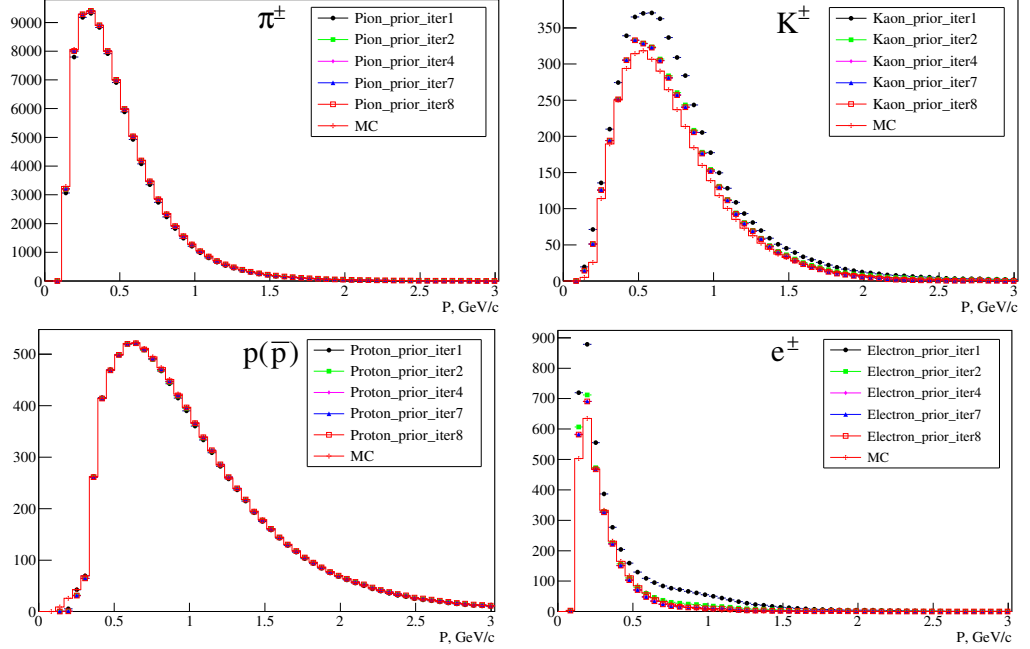 π±
Pion_prior_iter1
Pion_prior_iter2
Pion_prior_iter4
Pion_prior_iter7
Pion_prior_iter8
MC
9000
8000
7000
6000
5000
4000
3000
2000
1000
0
0 0.5 1 1.5 2 2.5 3
P, GeV/c
K±
Kaon_prior_iter1
Kaon_prior_iter2
Kaon_prior_iter4
Kaon_prior_iter7
Kaon_prior_iter8
MC
350
300
250
200
150
100
50
0
0 0.5 1 1.5 2 2.5 3
P, GeV/c
p(p̅)
Proton_prior_iter1
Proton_prior_iter2
Proton_prior_iter4
Proton_prior_iter7
Proton_prior_iter8
MC
500
400
300
200
100
0
0 0.5 1 1.5 2 2.5 3
P, GeV/c
e±
Electron_prior_iter1
Electron_prior_iter2
Electron_prior_iter4
Electron_prior_iter7
Electron_prior_iter8
MC
900
800
700
600
500
400
300
200
100
0
0 0.5 1 1.5 2 2.5 3
P, GeV/c